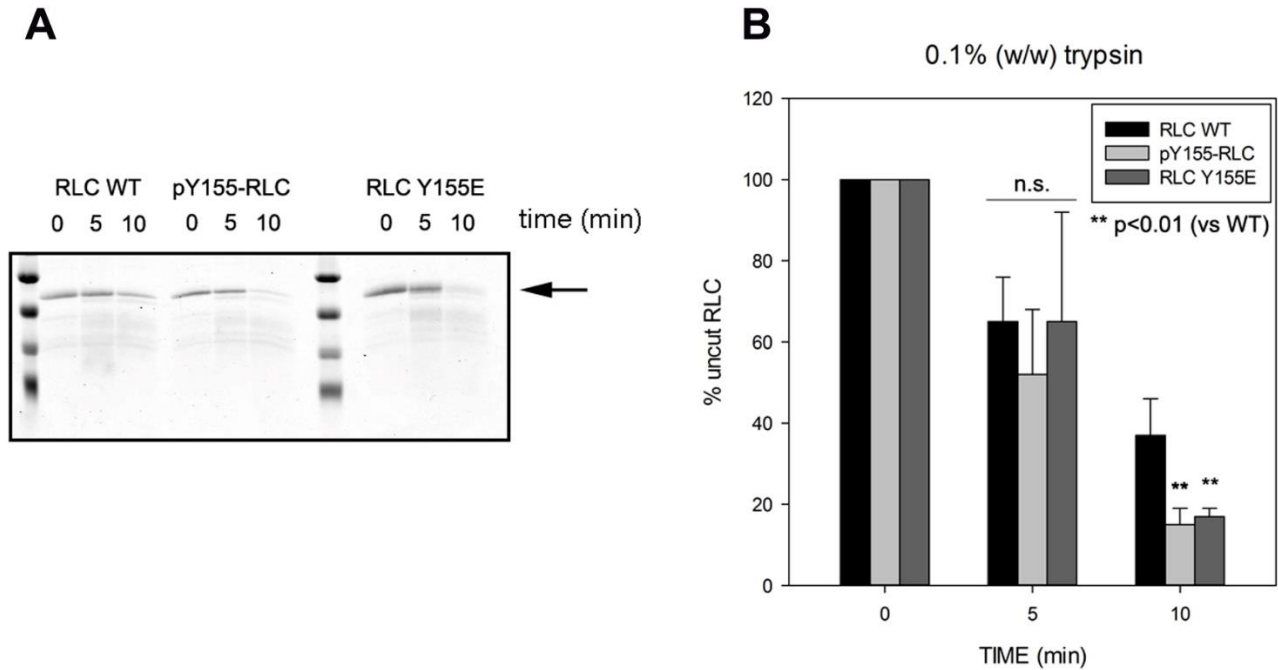 A
RLC WT pY155-RLC RLC Y155E
0 5 10 0 5 10 0 5 10 time (min)
B
0.1% (w/w) trypsin
% uncut RLC
120
100
80
60
40
20
0
RLC WT
pY155-RLC
RLC Y155E
** p<0.01 (vs WT)
n.s.
** **
0 5 10
TIME (min)